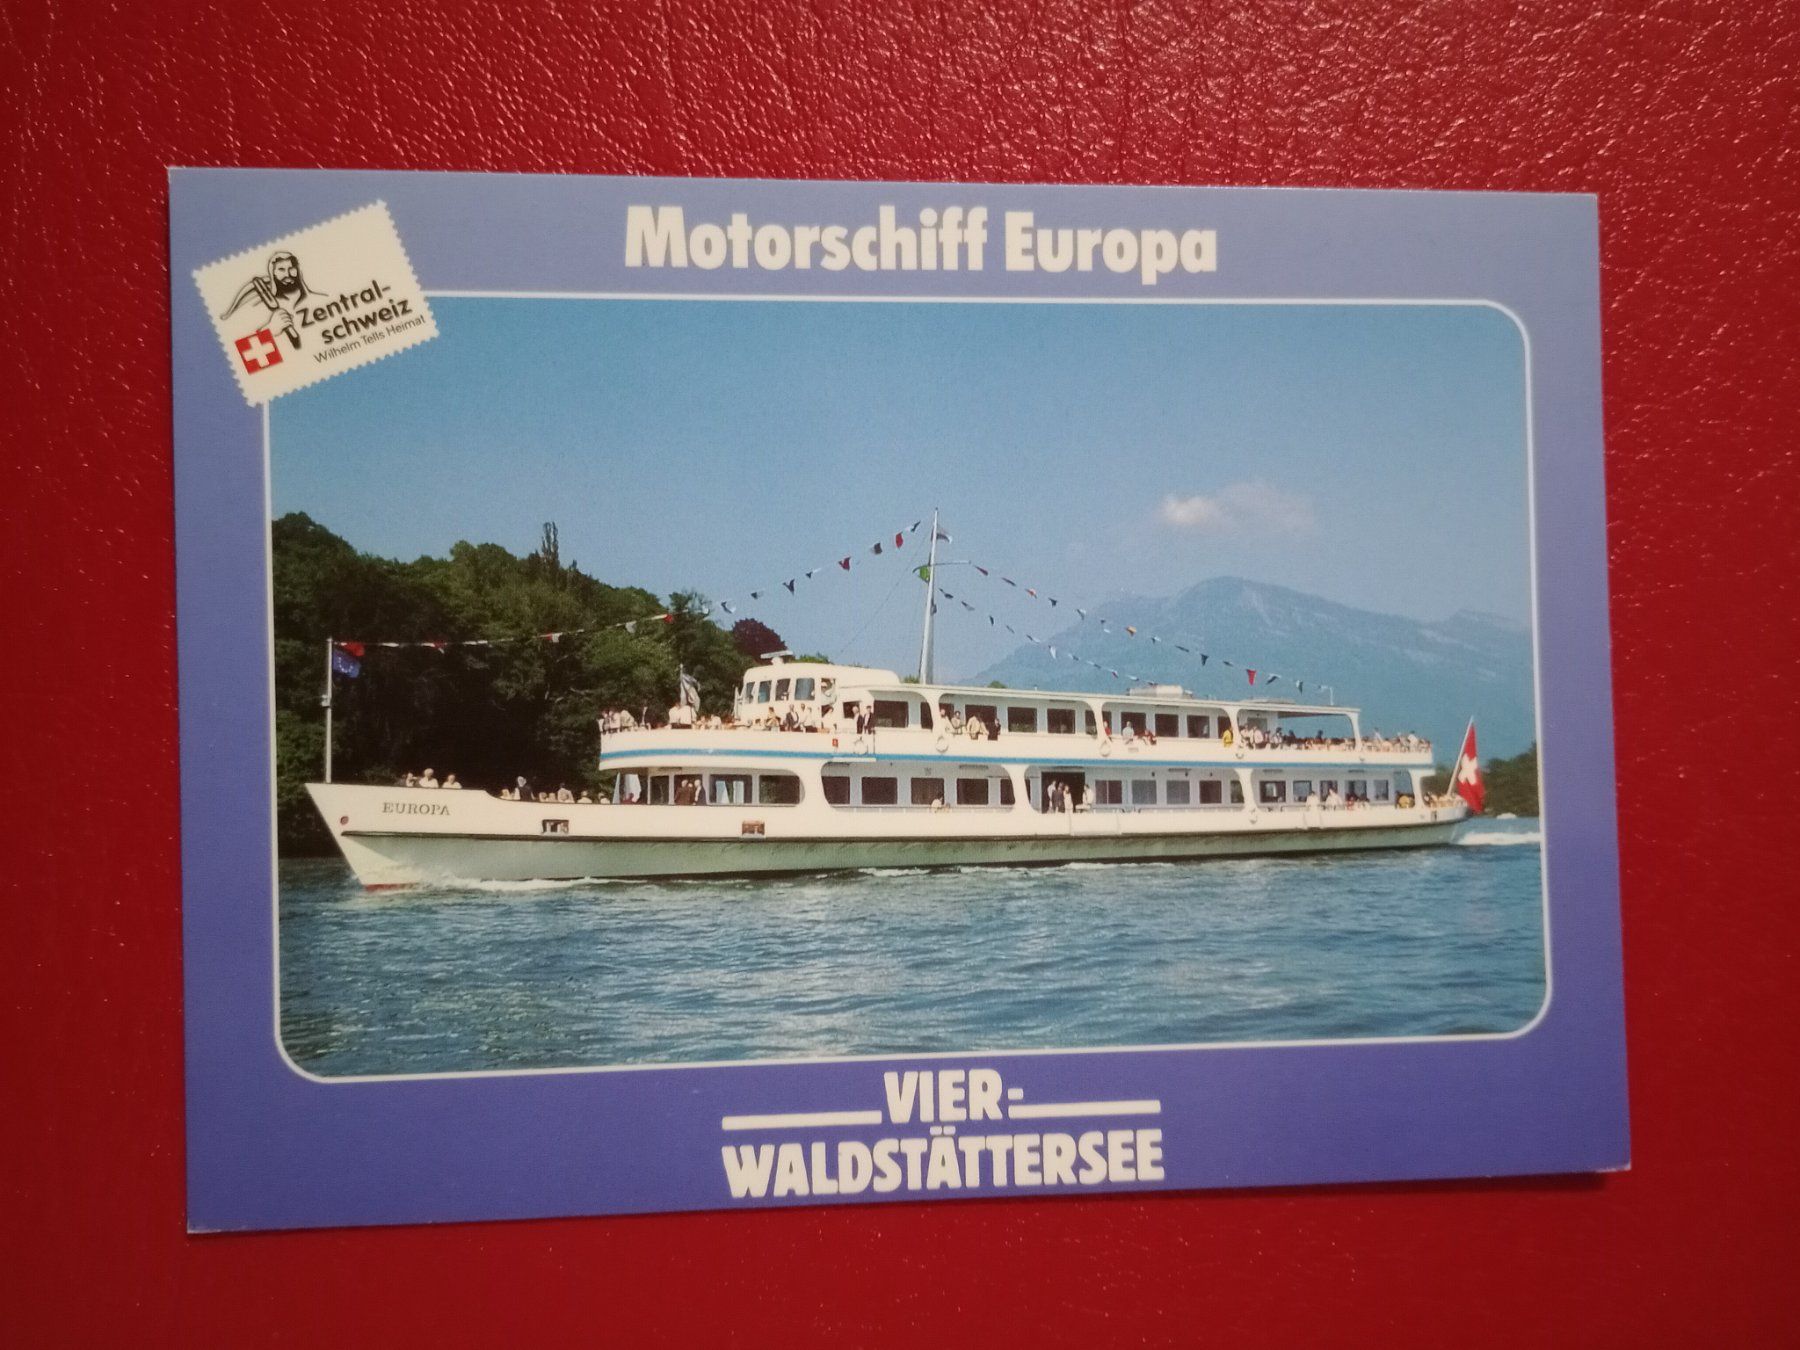 Motorschiff Europa
Zentral-
schweiz
Wilhelm Tells Heimat
EUROPA
VIER-
WALDSTÄTTERSEE